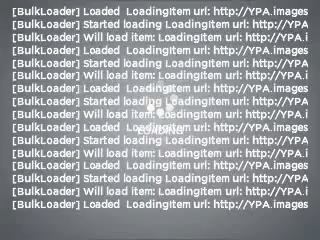 [BulkLoader] Loaded LoadingItem url: http://YPA.images
[BulkLoader] Started loading LoadingItem url: http://YPA
[BulkLoader] Will load item: LoadingItem url: http://YPA.i
[BulkLoader] Loaded LoadingItem url: http://YPA.images
[BulkLoader] Started loading LoadingItem url: http://YPA
[BulkLoader] Will load item: LoadingItem url: http://YPA.i
[BulkLoader] Loaded LoadingItem url: http://YPA.images
[BulkLoader] Started loading LoadingItem url: http://YPA
[BulkLoader] Will load item: LoadingItem url: http://YPA.i
[BulkLoader] Loaded LoadingItem url: http://YPA.images
LOADING
[BulkLoader] Started loading LoadingItem url: http://YPA
[BulkLoader] Will load item: LoadingItem url: http://YPA.i
[BulkLoader] Loaded LoadingItem url: http://YPA.images
[BulkLoader] Started loading LoadingItem url: http://YPA
[BulkLoader] Will load item: LoadingItem url: http://YPA.i
[BulkLoader] Loaded LoadingItem url: http://YPA.images